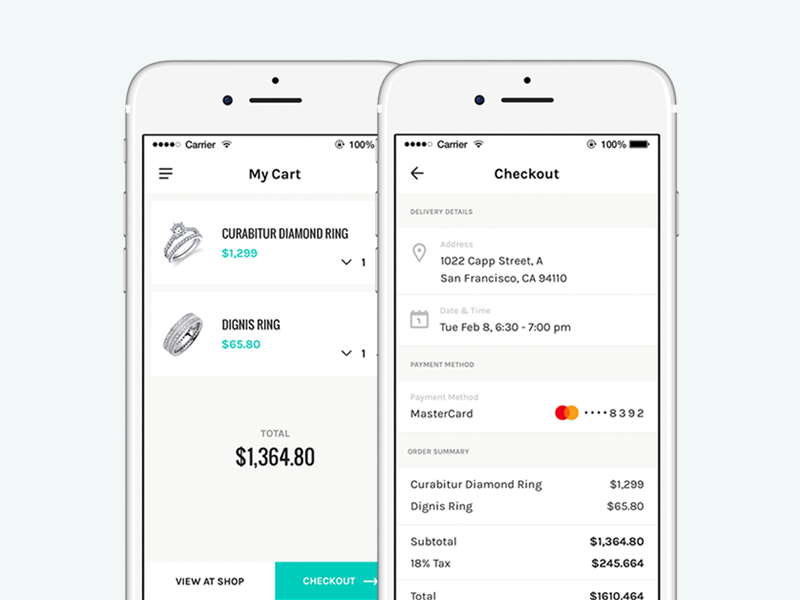 Carrier 100%
My Cart
CURABITUR DIAMOND RING
$1,299
1
DIGNIS RING
$65.80
1
TOTAL
$1,364.80
VIEW AT SHOP CHECKOUT
Carrier 100%
Checkout
DELIVERY DETAILS
Address
1022 Capp Street, A
San Francisco, CA 94110
Date & Time
1
Tue Feb 8, 6:30 - 7:00 pm
PAYMENT METHOD
Payment Method
MasterCard ••••8392
ORDER SUMMARY
Curabitur Diamond Ring $1,299
Dignis Ring $65.80
Subtotal $1,364.80
18% Tax $245.664
Total $1610.464